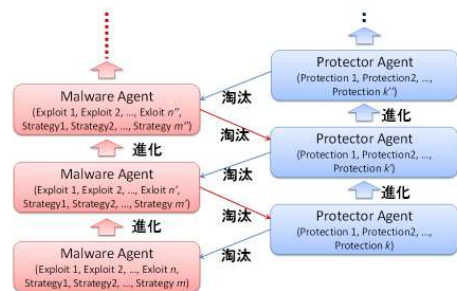 Protector Agent
(Protection 1, Protection2, ...,
Protection k'')
淘汰
Malware Agent
(Exploit 1, Exploit 2, ..., Exloit n'',
Strategy1, Strategy2, ..., Strategy m'')
淘汰
進化
進化
Protector Agent
(Protection 1, Protection2, ...,
Protection k')
淘汰
Malware Agent
(Exploit 1, Exploit 2, ..., Exloit n',
Strategy1, Strategy2, ..., Strategy m')
淘汰
進化
進化
Protector Agent
(Protection 1, Protection2, ...,
Protection k)
淘汰
Malware Agent
(Exploit 1, Exploit 2, ..., Exloit n,
Strategy1, Strategy2, ..., Strategy m)